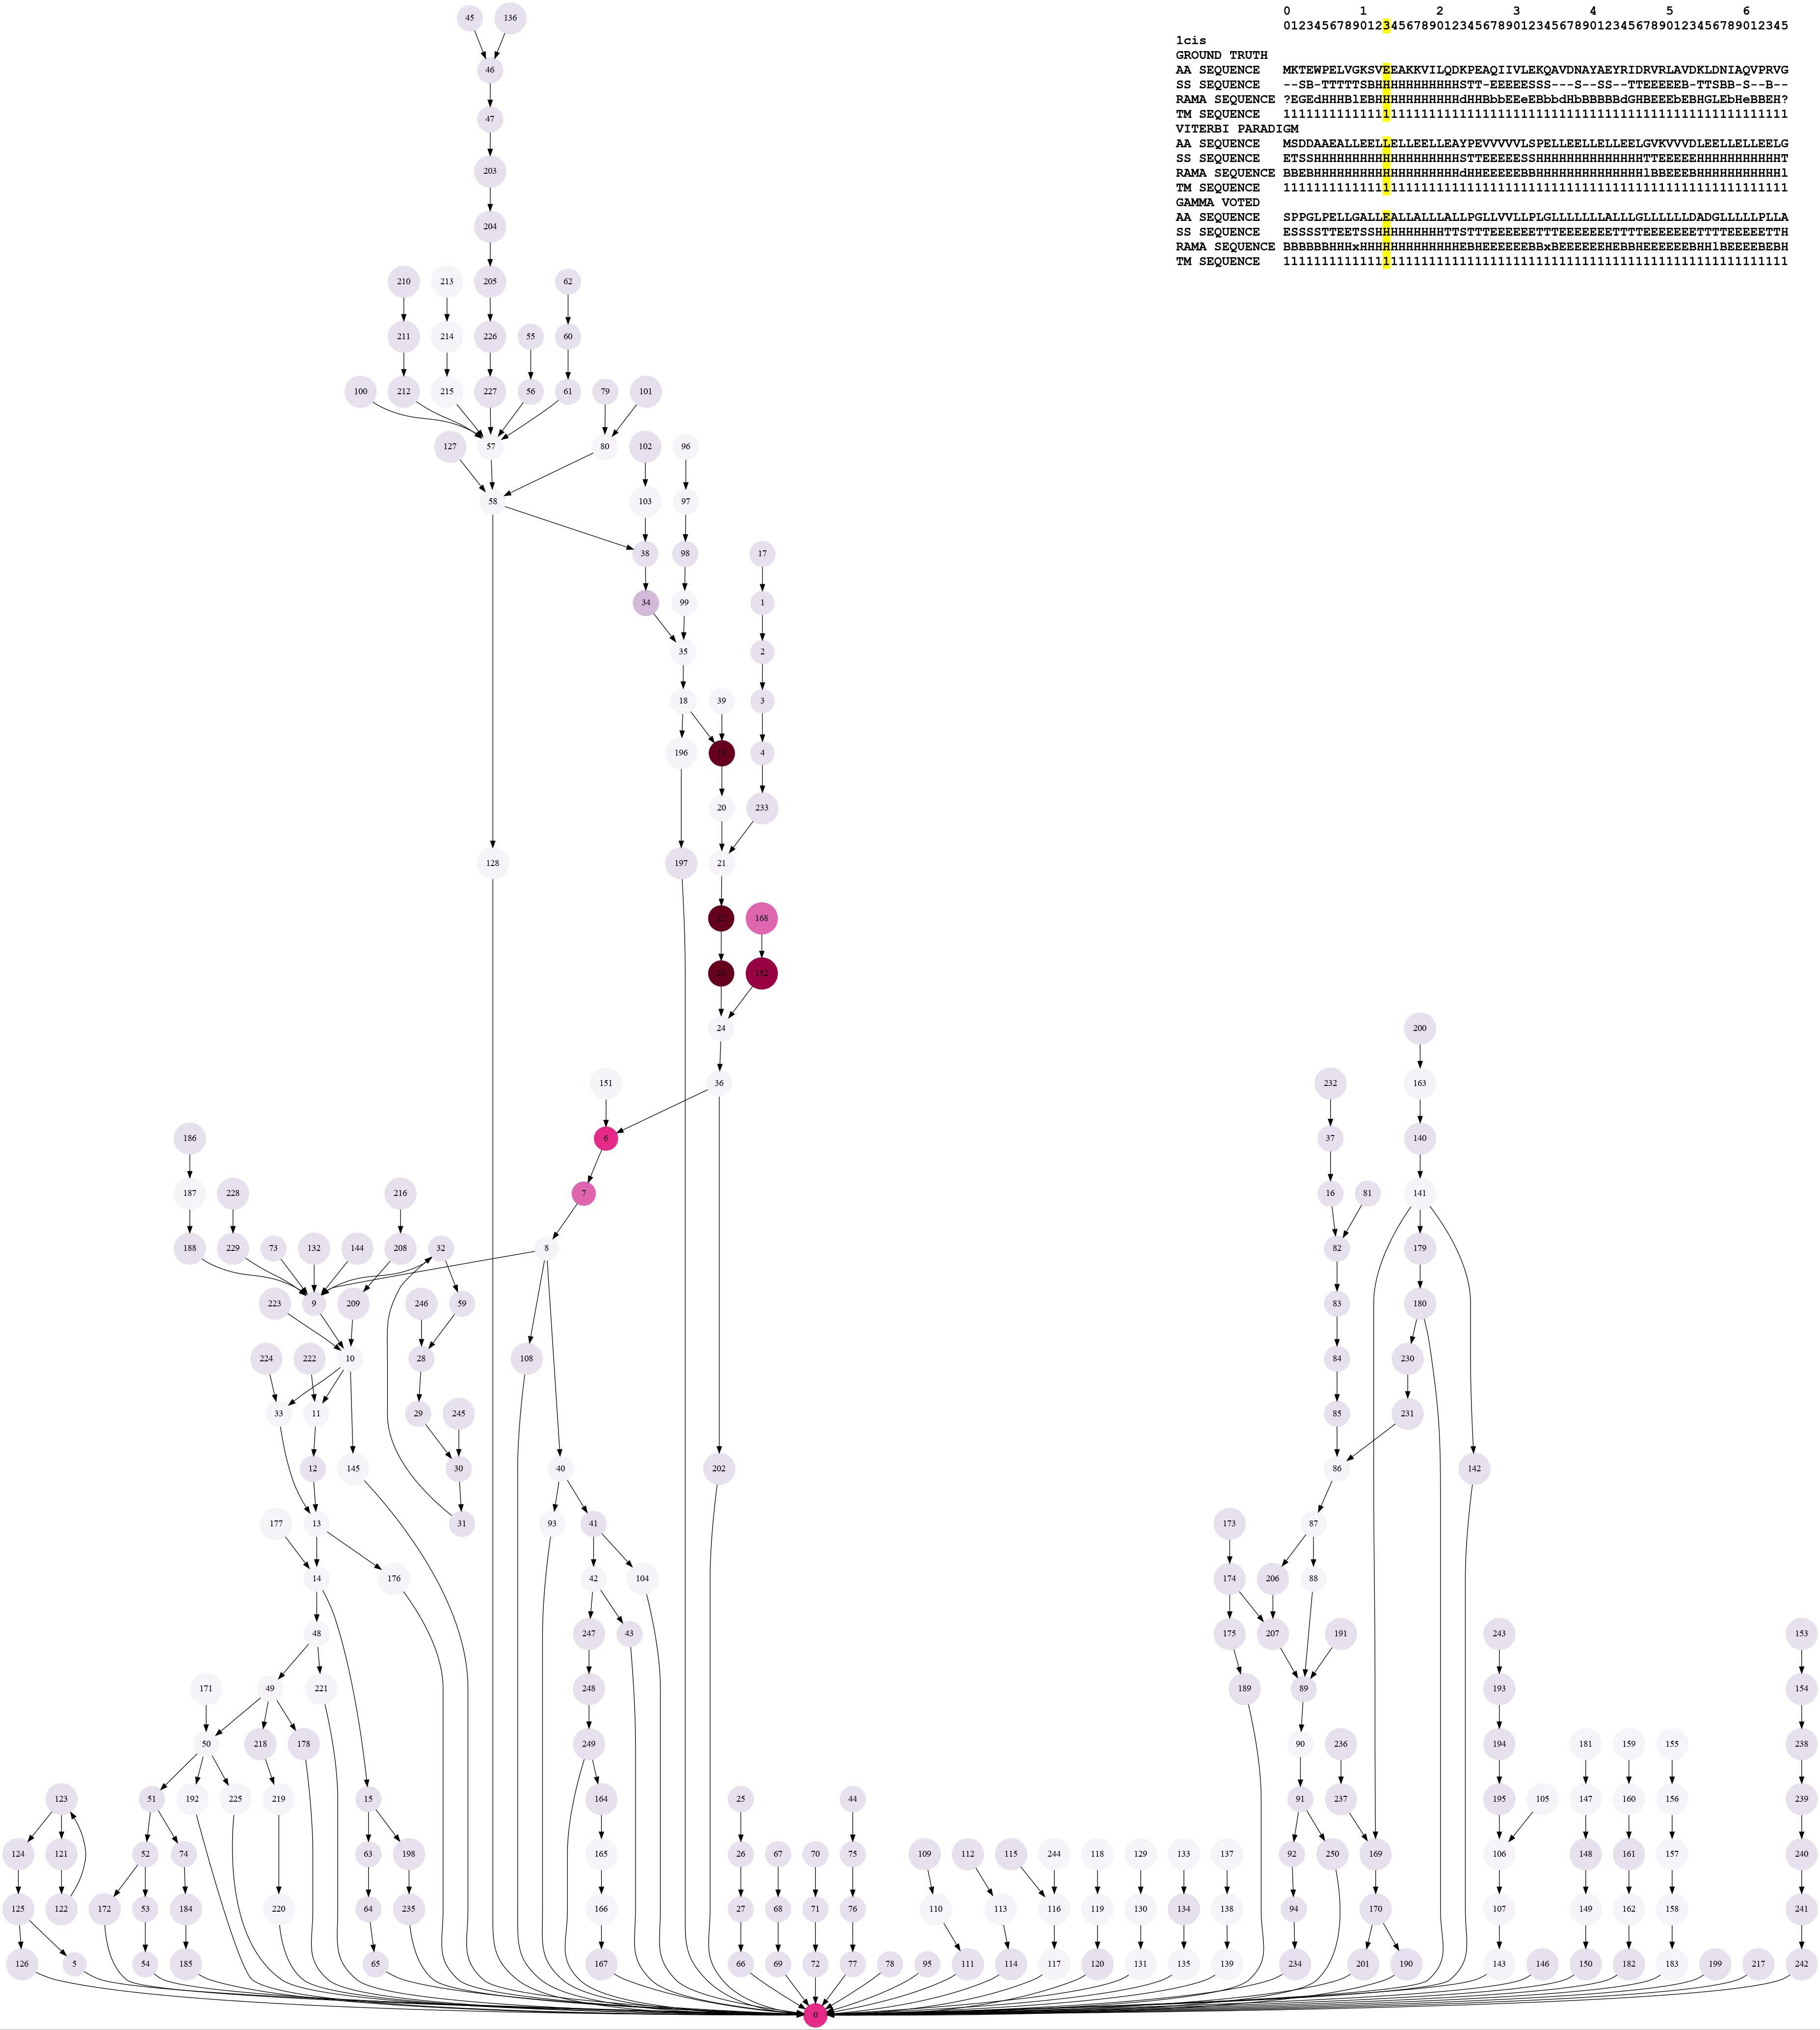 0         1         2         3         4         5         6
012345678901234567890123456789012345678901234567890123456789012345
1cis
GROUND TRUTH
AA SEQUENCE   MKTEWPELVGKSVEEAKKVILQDKPEAQIIVLEKQAVDNAYAEYRIDRVRLAVDKLDNIAQVPRVG
SS SEQUENCE   --SB-TTTTTSBHHHHHHHHHHHSTT-EEEEESSS---S--SS--TTEEEEEB-TTSBB-S--B--
RAMA SEQUENCE ?EGEdHHHBlEBHHHHHHHHHHHdHHBbbEEeEBbbdHbBBBBBdGHBEEEbEBHGLEbHeBBEH?
TM SEQUENCE   111111111111111111111111111111111111111111111111111111111111111111
VITERBI PARADIGM
AA SEQUENCE   MSDDAAEALLEELLELLEELLEAYPEVVVVVLSPELLEELLELLEELGVKVVVDLEELLELLEELG
SS SEQUENCE   ETSSHHHHHHHHHHHHHHHHHHHSTTEEEEESSHHHHHHHHHHHHHHTTEEEEEHHHHHHHHHHHT
RAMA SEQUENCE BBEBHHHHHHHHHHHHHHHHHHHdHHEEEEEBBHHHHHHHHHHHHHHlBBEEEBHHHHHHHHHHHl
TM SEQUENCE   111111111111111111111111111111111111111111111111111111111111111111
GAMMA VOTED
AA SEQUENCE   SPPGLPELLGALLEALLALLLALLPGLLVVLLPLGLLLLLLLALLLGLLLLLLDADGLLLLLPLLA
SS SEQUENCE   ESSSSTTEETSSHHHHHHHHHTTSTTTEEEEEETTTEEEEEEETTTTEEEEEEETTTTEEEEETTH
RAMA SEQUENCE BBBBBBHHHxHHHHHHHHHHHHHEBHEEEEEEBBxBEEEEEEHEBBHEEEEEEBHHlBEEEEBEBH
TM SEQUENCE   111111111111111111111111111111111111111111111111111111111111111111
45 136
46
47
203
204
210 213 205 62
211 214 226 55 60
100 212 215 227 56 61 79 101
127 57 80 102 96
58 103 97
38 98 17
34 99 1
35 2
18 39 3
196 4
20 233
128 197 21
168
152
24 200
151 36 232 163
186 6 37 140
187 228 216 7 16 81 141
188 229 73 132 144 208 32 8 82 179
223 9 209 246 59 83 180
224 222 10 28 108 84 230
33 11 29 245 85 231
12 145 30 40 202 86 142
177 13 31 93 41 173 87
14 176 42 104 174 206 88
48 247 43 175 207 191 243 153
171 49 221 248 189 89 193 154
50 218 178 249 90 236 194 181 159 155 238
123 51 192 225 219 15 164 25 44 91 237 195 105 147 160 156 239
124 121 52 74 63 198 165 26 67 70 75 109 112 115 244 118 129 133 137 92 250 169 106 148 161 157 240
125 122 172 53 184 220 64 235 166 27 68 71 76 110 113 116 119 130 134 138 94 170 107 149 162 158 241
126 5 54 185 65 167 66 69 72 77 78 95 111 114 117 120 131 135 139 234 201 190 143 146 150 182 183 199 217 242
0